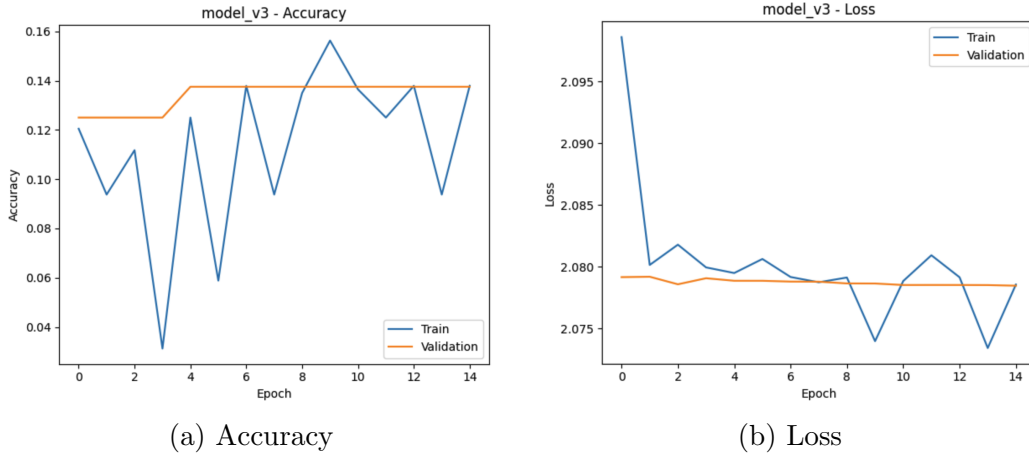 model_v3 - Accuracy
0.16
0.14
0.12
0.10
0.08
0.06
0.04
Accuracy
0 2 4 6 8 10 12 14
Epoch
Train
Validation
(a) Accuracy
model_v3 - Loss
2.095
2.090
2.085
2.080
2.075
Loss
0 2 4 6 8 10 12 14
Epoch
Train
Validation
(b) Loss